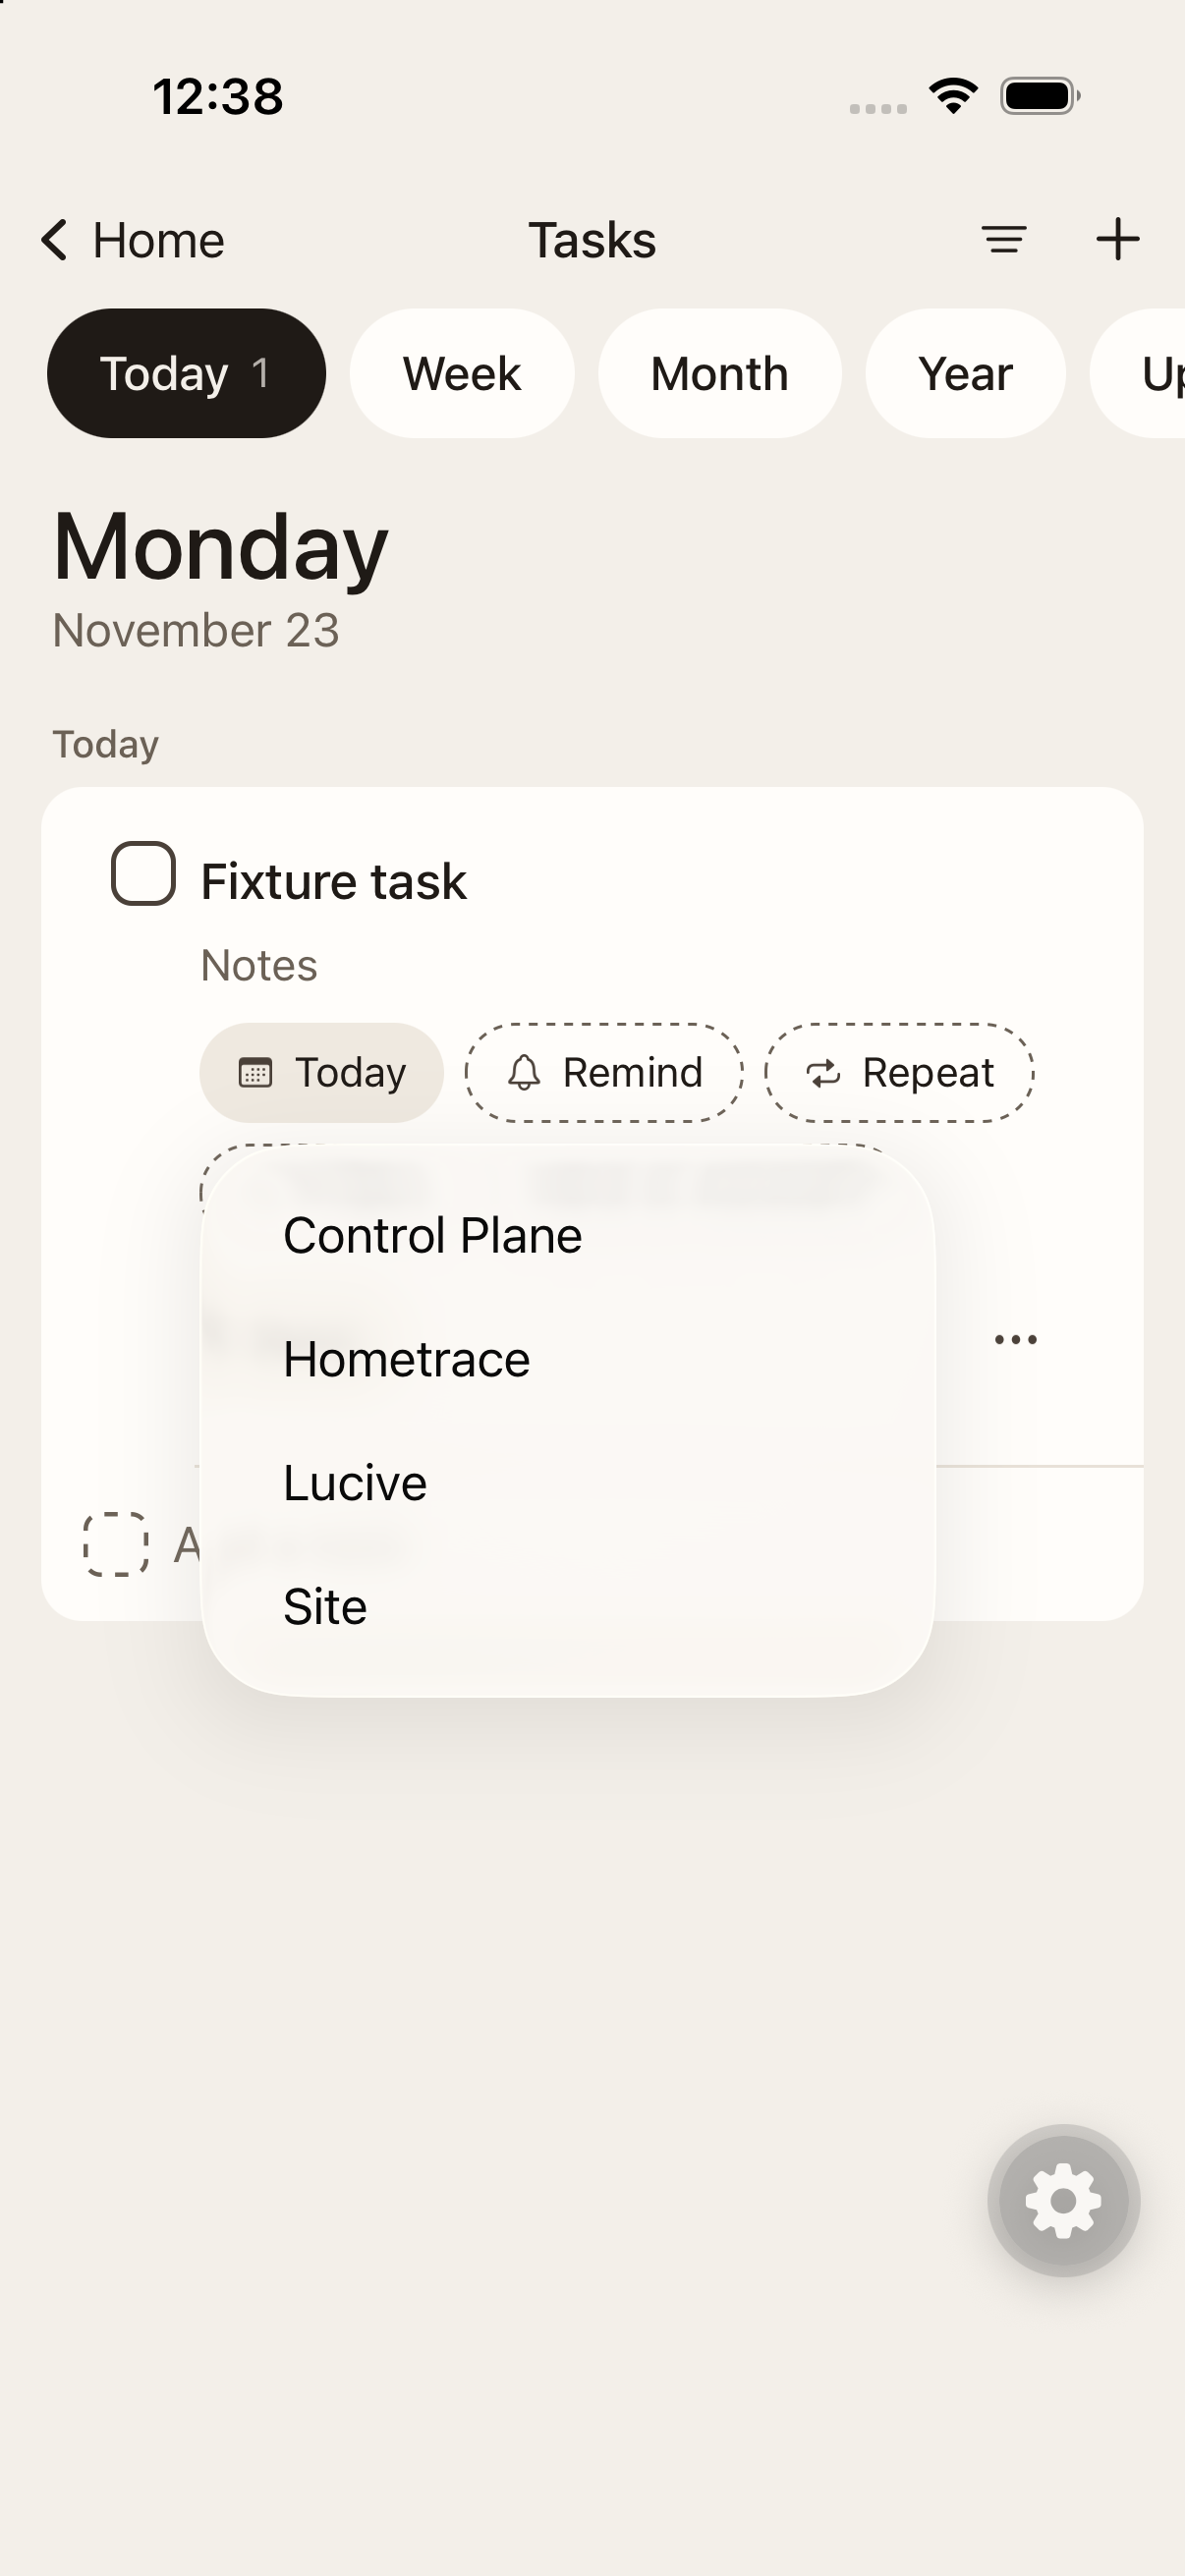 12:38
Home Tasks
Today 1 Week Month Year Up
Monday
November 23
Today
Fixture task
Notes
Today Remind Repeat
Control Plane
Hometrace
Lucive
Site